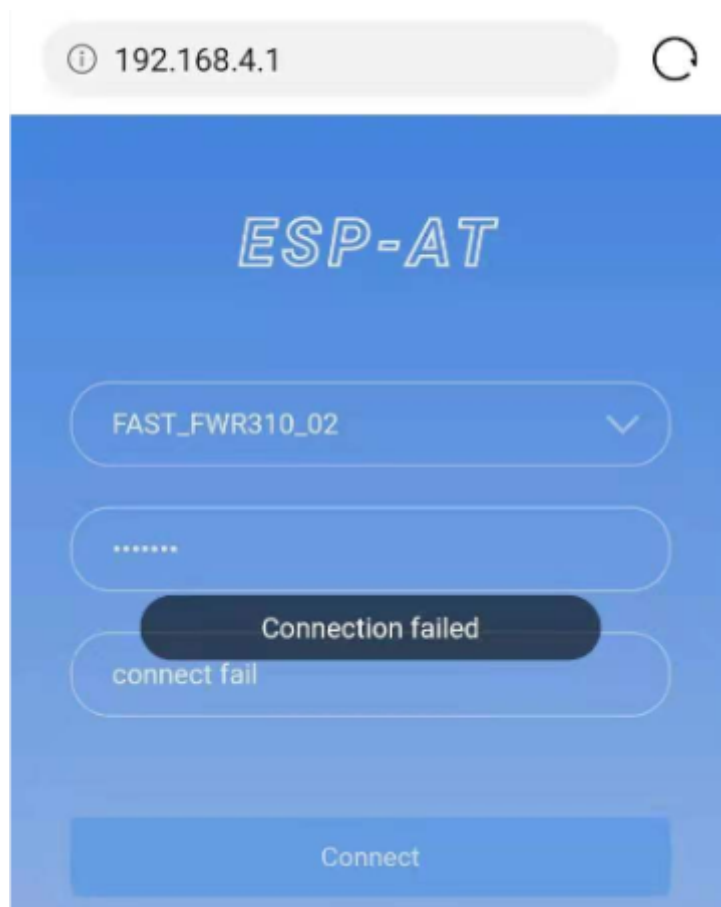 192.168.4.1
ESP-AT
FAST_FWR310_02
•••••••
Connection failed
connect fail
Connect